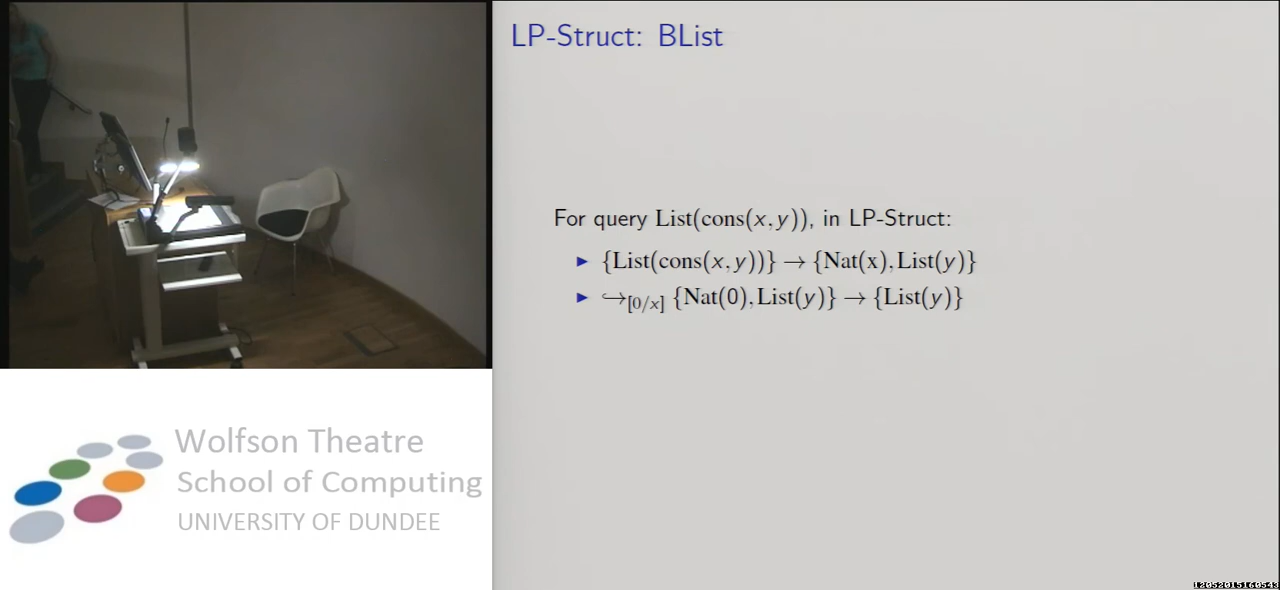 LP-Struct: BList
For query List(cons(x, y)), in LP-Struct:
▶ {List(cons(x, y))} → {Nat(x), List(y)}
▶ ↪[0/x] {Nat(0), List(y)} → {List(y)}
Wolfson Theatre
School of Computing
UNIVERSITY OF DUNDEE